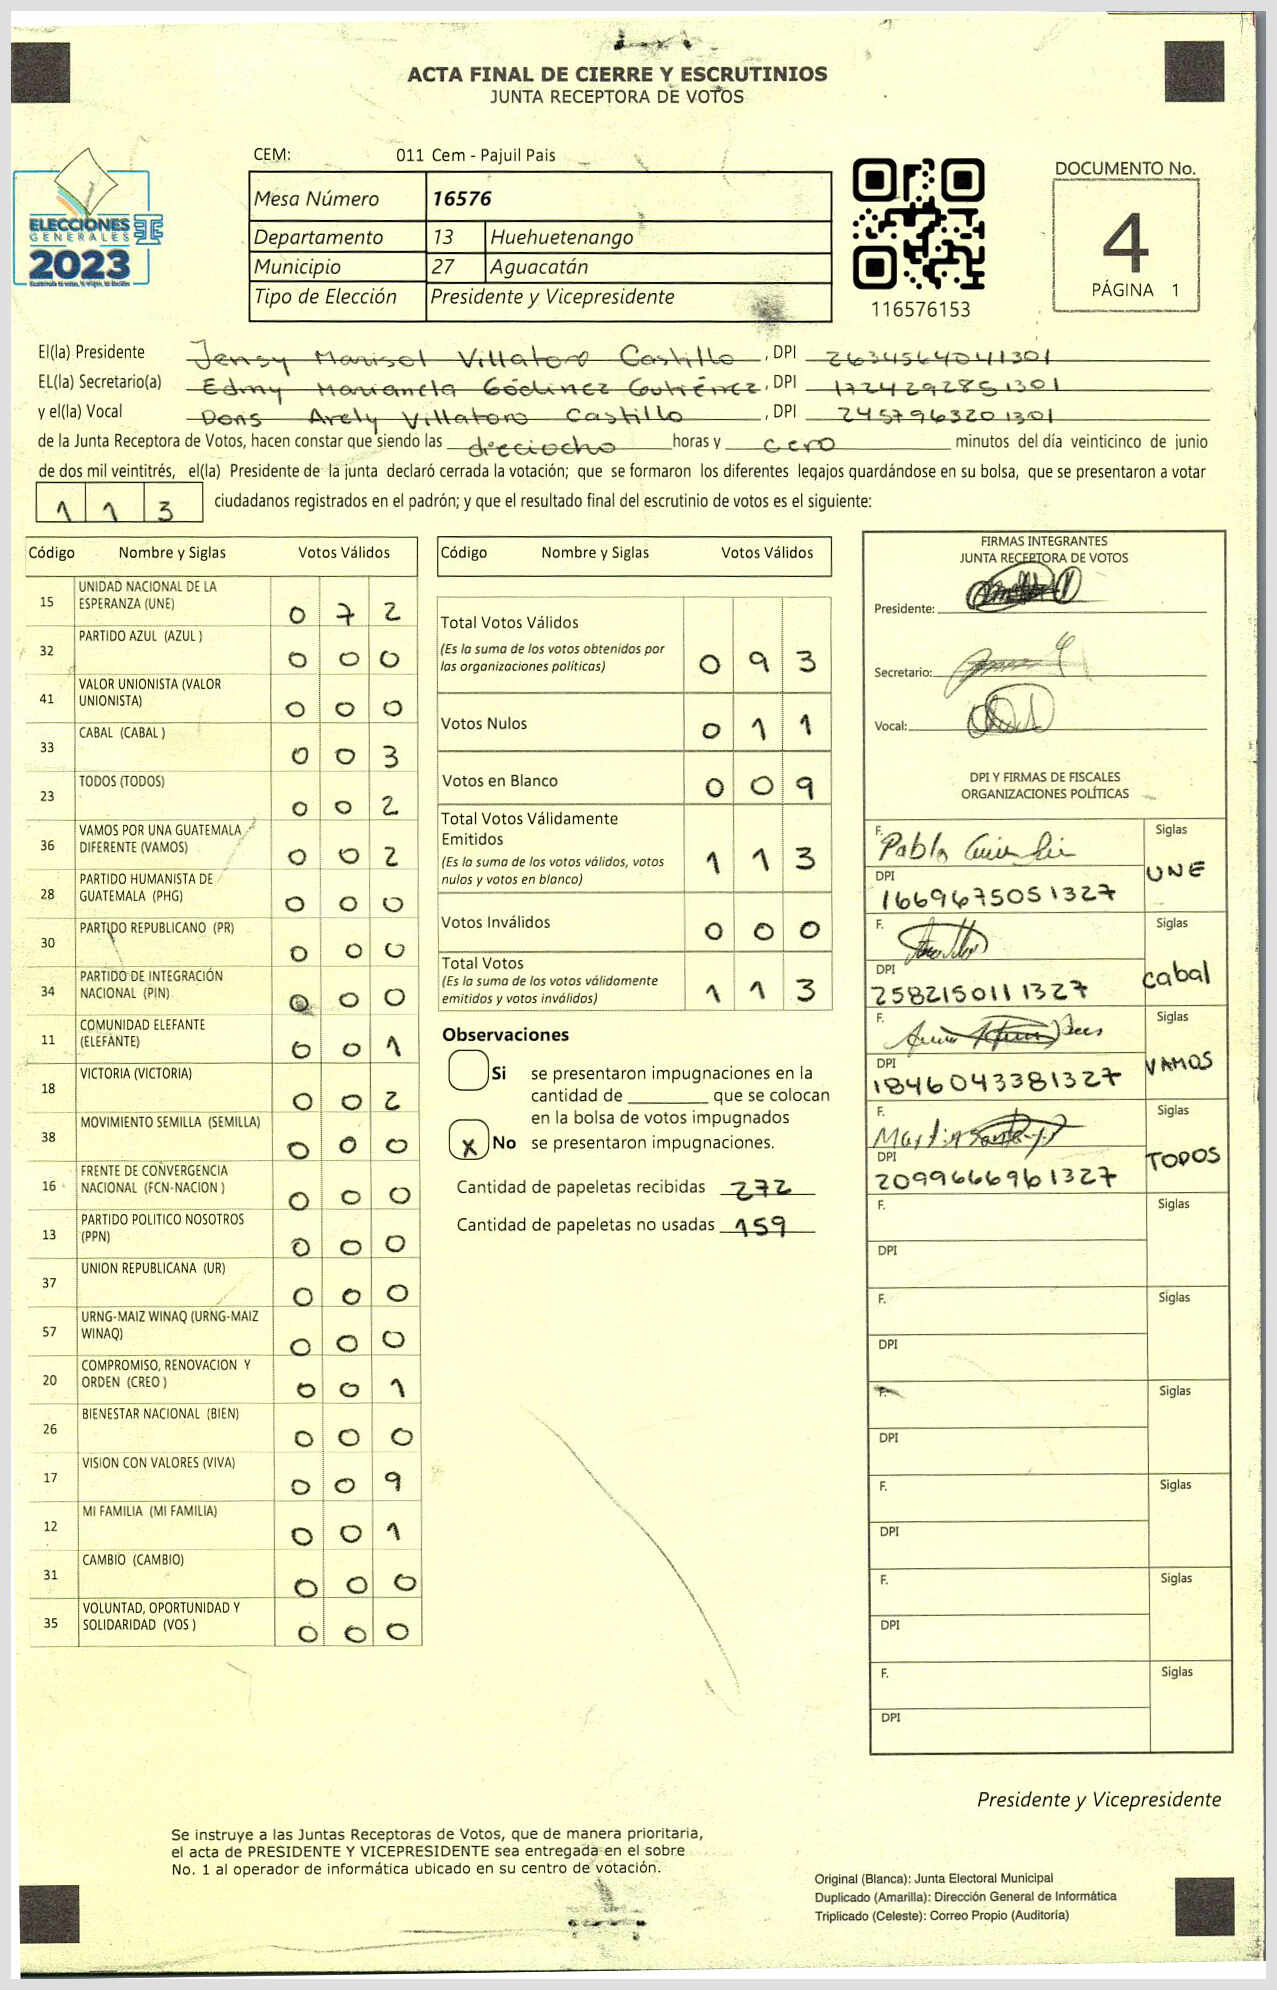 ACTA FINAL DE CIERRE Y ESCRUTINIOS
JUNTA RECEPTORA DE VOTOS
CEM: 011 Cem - Pajuil Pais
ELECCIONES
GENERALES
2023
Mesa Número 16576
Departamento 13 Huehuetenango
Municipio 27 Aguacatán
Tipo de Elección Presidente y Vicepresidente
116576153
DOCUMENTO No.
4
PÁGINA 1
El(la) Presidente Jensy Marisol Villatoro Castillo, DPI 2634564041301
EL(la) Secretario(a) Edmy Godinez Gutiérrez, DPI 1724292851301
y el(la) Vocal Doris Arely Villatoro Castillo, DPI 2457963201301
de la Junta Receptora de Votos, hacen constar que siendo las dieciocho horas y cero minutos del día veinticinco de junio
de dos mil veintitrés, el(la) Presidente de la junta declaró cerrada la votación; que se formaron los diferentes legajos quardándose en su bolsa, que se presentaron a votar
113 ciudadanos registrados en el padrón; y que el resultado final del escrutinio de votos es el siguiente:
Código Nombre y Siglas Votos Válidos
15 UNIDAD NACIONAL DE LA
ESPERANZA (UNE) 0 7 2
32 PARTIDO AZUL (AZUL ) 0 0 0
41 VALOR UNIONISTA (VALOR
UNIONISTA) 0 0 0
33 CABAL (CABAL ) 0 0 3
23 TODOS (TODOS) 0 0 2
36 VAMOS POR UNA GUATEMALA
DIFERENTE (VAMOS) 0 0 2
28 PARTIDO HUMANISTA DE
GUATEMALA (PHG) 0 0 0
30 PARTIDO REPUBLICANO (PR) 0 0 0
34 PARTIDO DE INTEGRACIÓN
NACIONAL (PIN) 0 0 0
11 COMUNIDAD ELEFANTE
(ELEFANTE) 0 0 1
18 VICTORIA (VICTORIA) 0 0 2
38 MOVIMIENTO SEMILLA (SEMILLA) 0 0 0
16 FRENTE DE CONVERGENCIA
NACIONAL (FCN-NACION ) 0 0 0
13 PARTIDO POLITICO NOSOTROS
(PPN) 0 0 0
37 UNION REPUBLICANA (UR) 0 0 0
57 URNG-MAIZ WINAQ (URNG-MAIZ
WINAQ) 0 0 0
20 COMPROMISO, RENOVACION Y
ORDEN (CREO ) 0 0 1
26 BIENESTAR NACIONAL (BIEN) 0 0 0
17 VISION CON VALORES (VIVA) 0 0 9
12 MI FAMILIA (MI FAMILIA) 0 0 1
31 CAMBIO (CAMBIO) 0 0 0
35 VOLUNTAD, OPORTUNIDAD Y
SOLIDARIDAD (VOS ) 0 0 0
Código Nombre y Siglas Votos Válidos
Total Votos Válidos
(Es la suma de los votos obtenidos por
las organizaciones políticas) 0 9 3
Votos Nulos 0 1 1
Votos en Blanco 0 0 9
Total Votos Válidamente
Emitidos
(Es la suma de los votos válidos, votos
nulos y votos en blanco) 1 1 3
Votos Inválidos 0 0 0
Total Votos
(Es la suma de los votos válidamente
emitidos y votos inválidos) 1 1 3
Observaciones
Si se presentaron impugnaciones en la
cantidad de ________ que se colocan
en la bolsa de votos impugnados
X No se presentaron impugnaciones.
Cantidad de papeletas recibidas 272
Cantidad de papeletas no usadas 159
FIRMAS INTEGRANTES
JUNTA RECEPTORA DE VOTOS
Presidente:
Secretario:
Vocal:
DPI Y FIRMAS DE FISCALES
ORGANIZACIONES POLÍTICAS
F. Pablo Siglas
DPI UNE
1669675051327
F. Siglas
DPI Cabal
2582150111327
F. Siglas
DPI VAMOS
1846043381327
F. Siglas
DPI TODOS
2099666961327
F. Siglas
DPI
F. Siglas
DPI
F. Siglas
DPI
F. Siglas
DPI
F. Siglas
DPI
F. Siglas
DPI
Presidente y Vicepresidente
Se instruye a las Juntas Receptoras de Votos, que de manera prioritaria,
el acta de PRESIDENTE Y VICEPRESIDENTE sea entregada en el sobre
No. 1 al operador de informática ubicado en su centro de votación.
Original (Blanca): Junta Electoral Municipal
Duplicado (Amarilla): Dirección General de Informática
Triplicado (Celeste): Correo Propio (Auditoría)